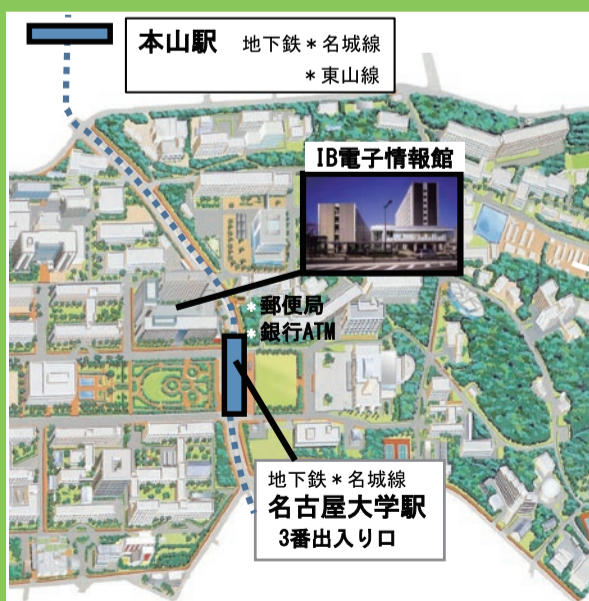 本山駅 地下鉄*名城線
*東山線
IB電子情報館
*郵便局
*銀行ATM
地下鉄*名城線
名古屋大学駅
3番出入り口